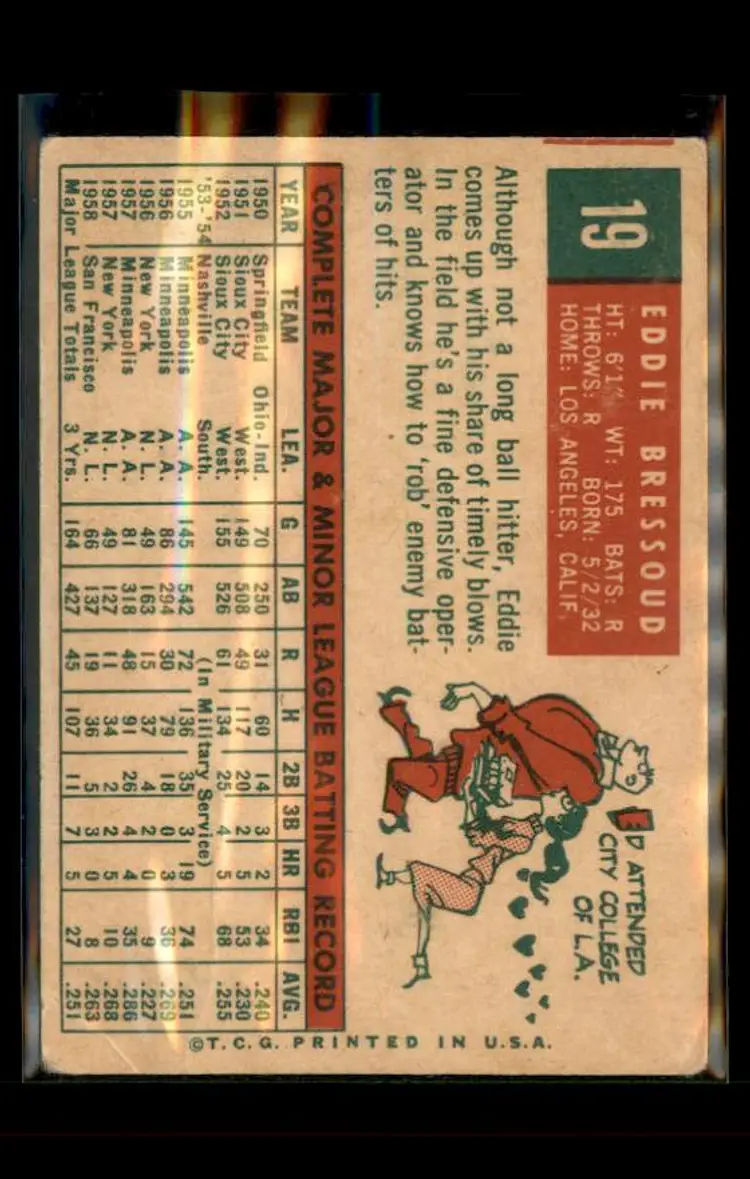 19
EDDIE BRESSOUD
HT: 6'1" WT: 175 BATS: R
THROWS: R BORN: 5/2/32
HOME: LOS ANGELES, CALIF.
Although not a long ball hitter, Eddie
comes up with his share of timely blows.
In the field he's a fine defensive oper-
ator and knows how to 'rob' enemy bat-
ters of hits.
ED ATTENDED
CITY COLLEGE
OF L.A.
COMPLETE MAJOR & MINOR LEAGUE BATTING RECORD
YEAR TEAM LEA. G AB R H 2B 3B HR RBI AVG.
1950 Springfield Ohio-Ind. 70 250 31 60 14 3 2 34 .240
1951 Sioux City West. 149 508 49 117 20 2 5 53 .230
1952 Sioux City West. 155 526 61 134 25 4 5 68 .255
'53-'54 Nashville South. (In Military Service)
1955 Minneapolis A. A. 145 542 72 136 35 3 19 74 .251
1956 Minneapolis A. A. 86 294 30 79 18 0 3 36 .269
1956 New York N. L. 49 163 15 37 4 2 0 9 .227
1957 Minneapolis A. A. 81 318 48 91 26 4 4 35 .286
1957 New York N. L. 49 127 11 34 2 2 5 10 .268
1958 San Francisco N. L. 66 137 19 36 5 3 0 8 .263
Major League Totals 3 Yrs. 164 427 45 107 11 7 5 27 .251
©T.C.G. PRINTED IN U.S.A.